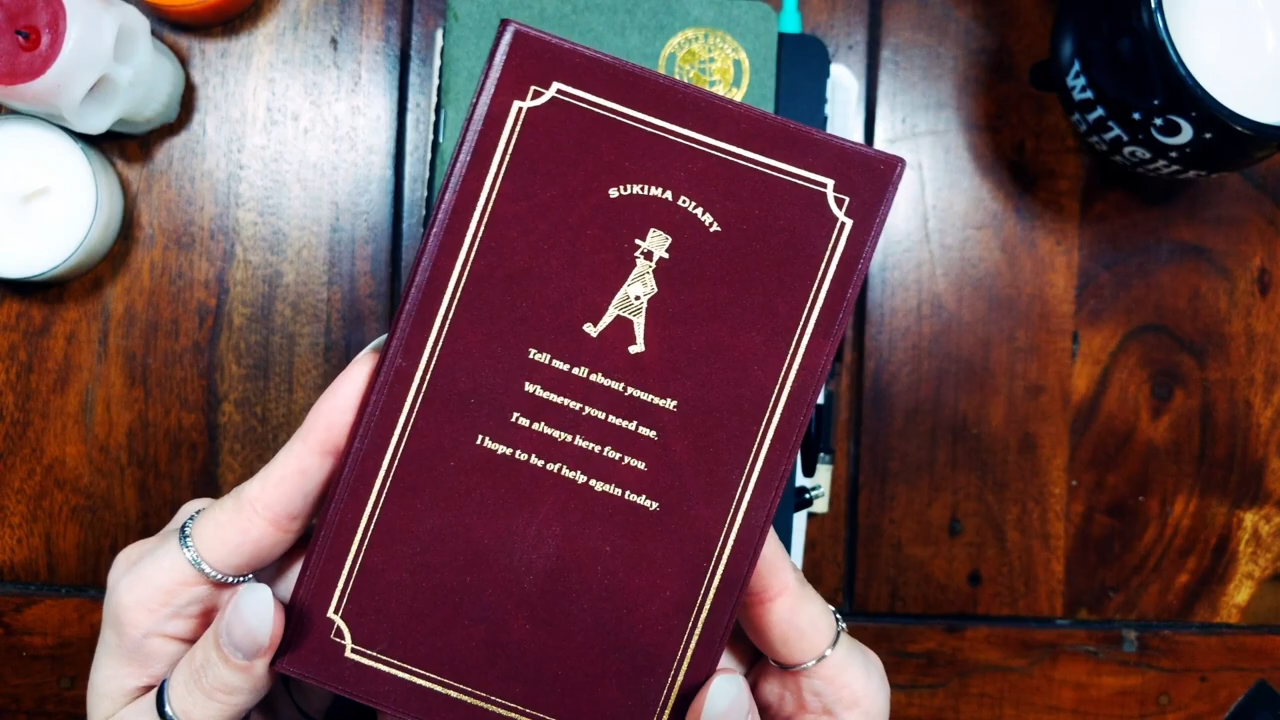 SUKIMA DIARY
Tell me all about yourself.
Whenever you need me,
I'm always here for you.
I hope to be of help again today.
WITCHES